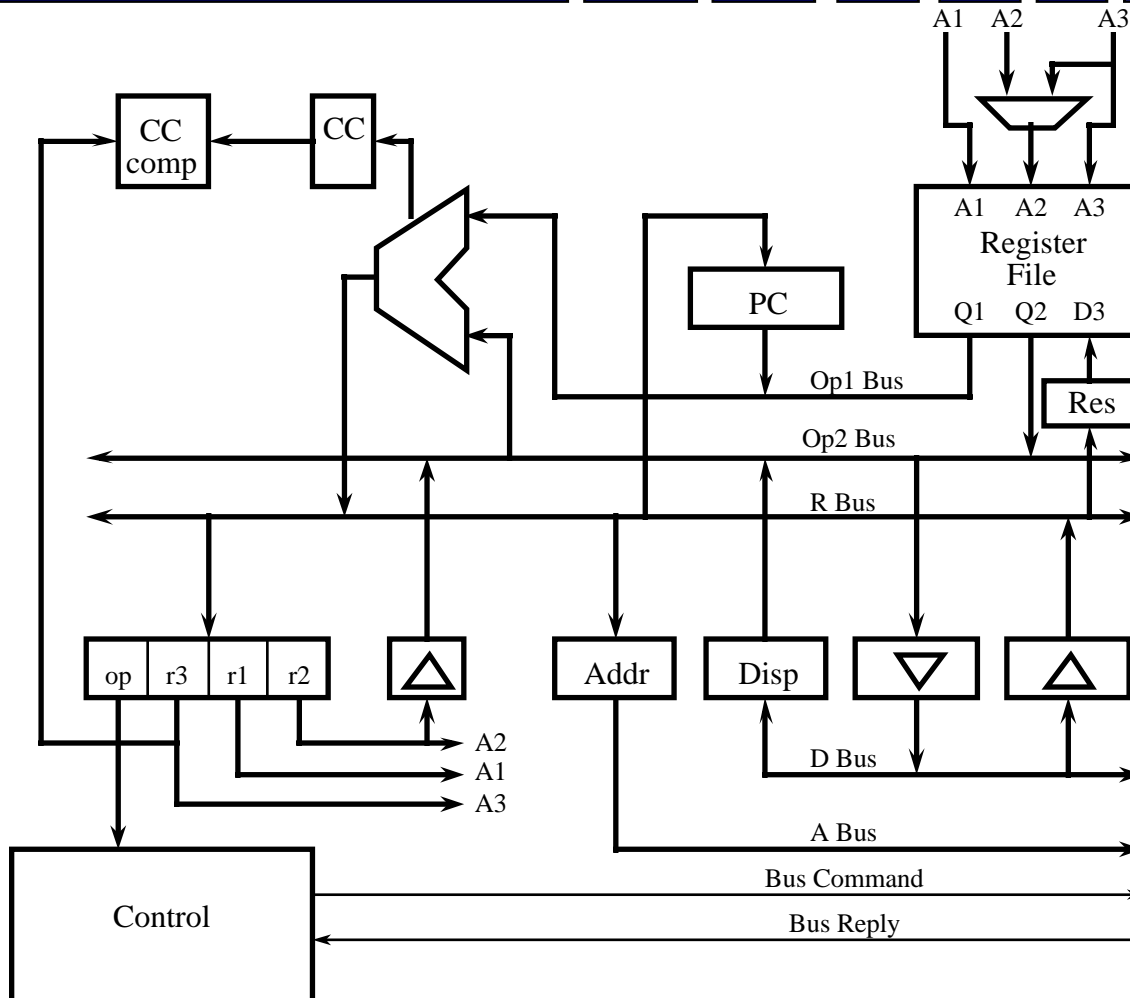 A1
A2
A3
CC
comp
CC
A1
A2
A3
Register
File
Q1
Q2
D3
PC
Op1 Bus
Res
Op2 Bus
R Bus
op
r3
r1
r2
Addr
Disp
A2
A1
A3
D Bus
A Bus
Bus Command
Bus Reply
Control